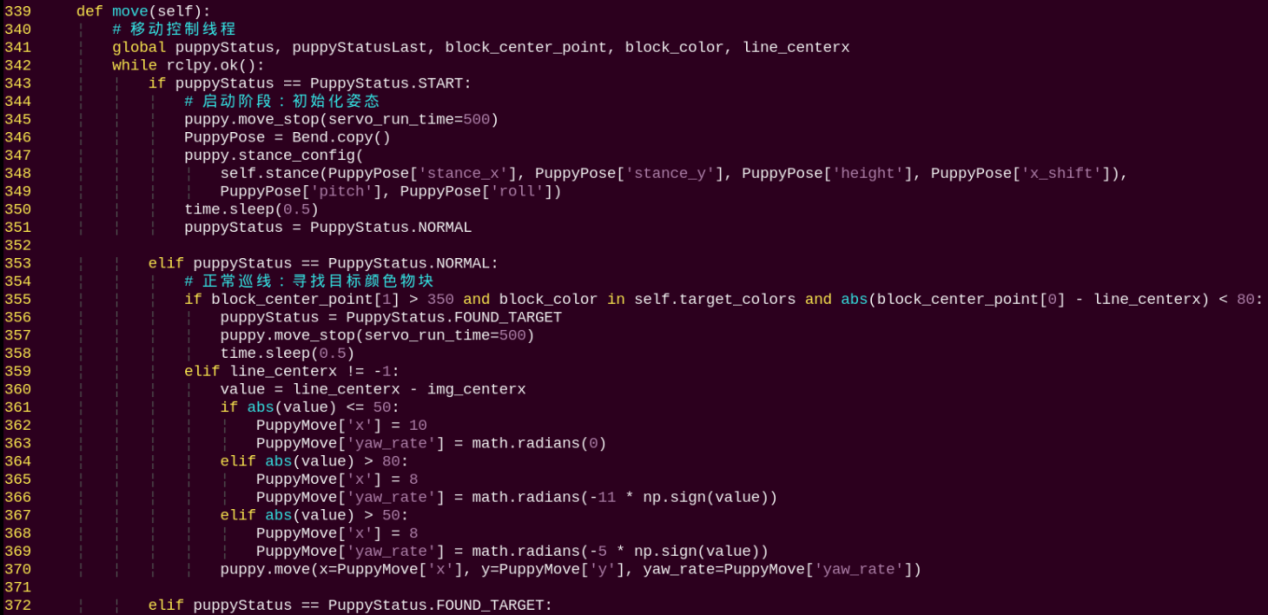 339     def move(self):
340         # 移动控制线程
341         global puppyStatus, puppyStatusLast, block_center_point, block_color, line_centerx
342         while rclpy.ok():
343             if puppyStatus == PuppyStatus.START:
344                 # 启动阶段：初始化姿态
345                 puppy.move_stop(servo_run_time=500)
346                 PuppyPose = Bend.copy()
347                 puppy.stance_config(
348                     self.stance(PuppyPose['stance_x'], PuppyPose['stance_y'], PuppyPose['height'], PuppyPose['x_shift']),
349                     PuppyPose['pitch'], PuppyPose['roll'])
350                 time.sleep(0.5)
351                 puppyStatus = PuppyStatus.NORMAL
352
353             elif puppyStatus == PuppyStatus.NORMAL:
354                 # 正常巡线：寻找目标颜色物块
355                 if block_center_point[1] > 350 and block_color in self.target_colors and abs(block_center_point[0] - line_centerx) < 80:
356                     puppyStatus = PuppyStatus.FOUND_TARGET
357                     puppy.move_stop(servo_run_time=500)
358                     time.sleep(0.5)
359                 elif line_centerx != -1:
360                     value = line_centerx - img_centerx
361                     if abs(value) <= 50:
362                         PuppyMove['x'] = 10
363                         PuppyMove['yaw_rate'] = math.radians(0)
364                     elif abs(value) > 80:
365                         PuppyMove['x'] = 8
366                         PuppyMove['yaw_rate'] = math.radians(-11 * np.sign(value))
367                     elif abs(value) > 50:
368                         PuppyMove['x'] = 8
369                         PuppyMove['yaw_rate'] = math.radians(-5 * np.sign(value))
370                     puppy.move(x=PuppyMove['x'], y=PuppyMove['y'], yaw_rate=PuppyMove['yaw_rate'])
371
372             elif puppyStatus == PuppyStatus.FOUND_TARGET: